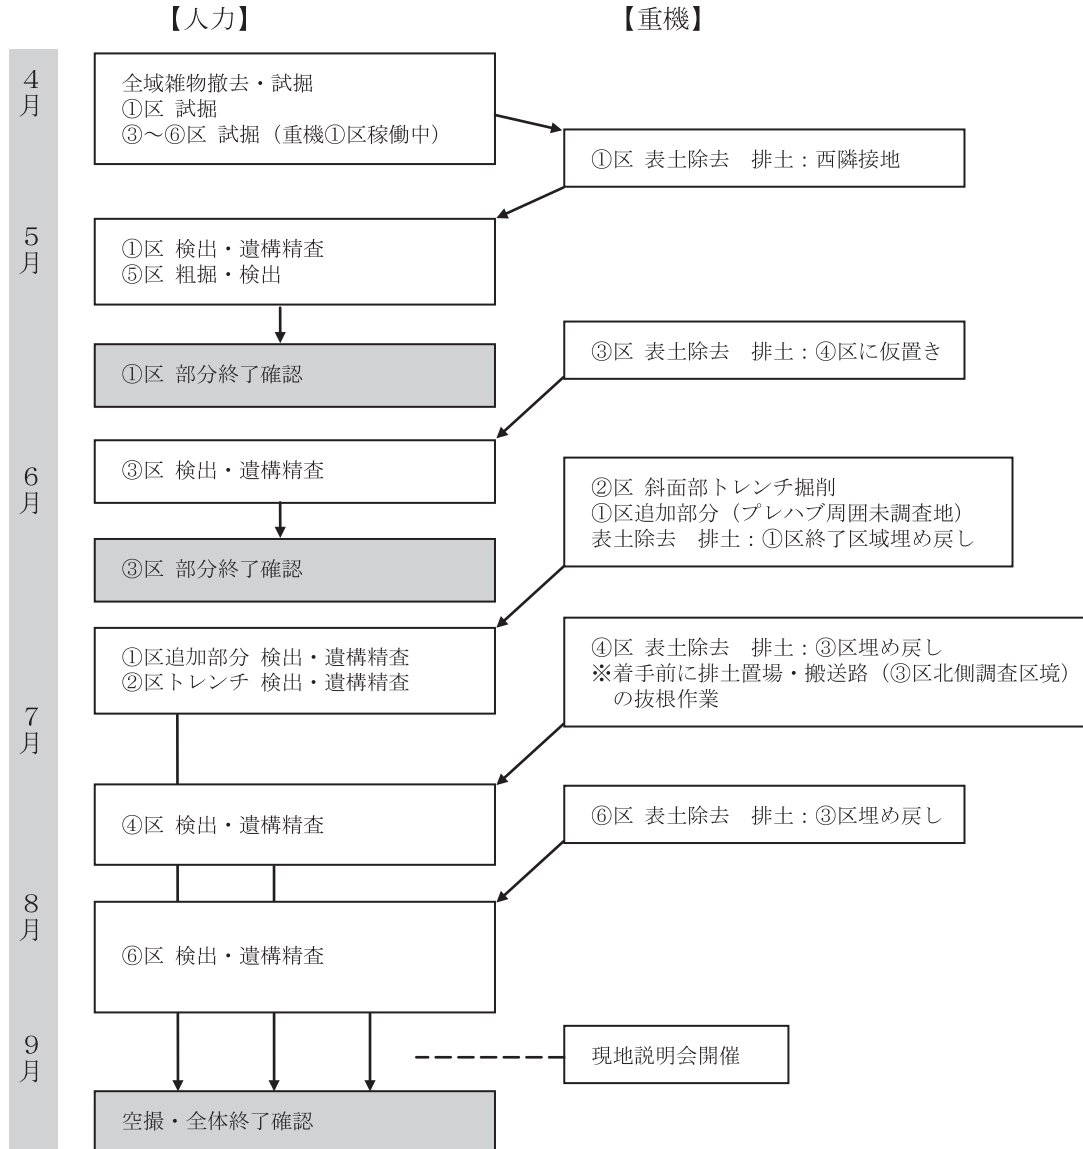 【人力】
【重機】
4月
全域雑物撤去・試掘
①区 試掘
③～⑥区 試掘（重機①区稼働中）
①区 表土除去　排土：西隣接地
5月
①区 検出・遺構精査
⑤区 粗掘・検出
③区 表土除去　排土：④区に仮置き
①区 部分終了確認
6月
③区 検出・遺構精査
②区 斜面部トレンチ掘削
①区追加部分（プレハブ周囲未調査地）
表土除去　排土：①区終了区域埋め戻し
③区 部分終了確認
①区追加部分 検出・遺構精査
②区トレンチ 検出・遺構精査
④区 表土除去　排土：③区埋め戻し
※着手前に排土置場・搬送路（③区北側調査区境）
の抜根作業
7月
④区 検出・遺構精査
⑥区 表土除去　排土：③区埋め戻し
8月
⑥区 検出・遺構精査
9月
現地説明会開催
空撮・全体終了確認